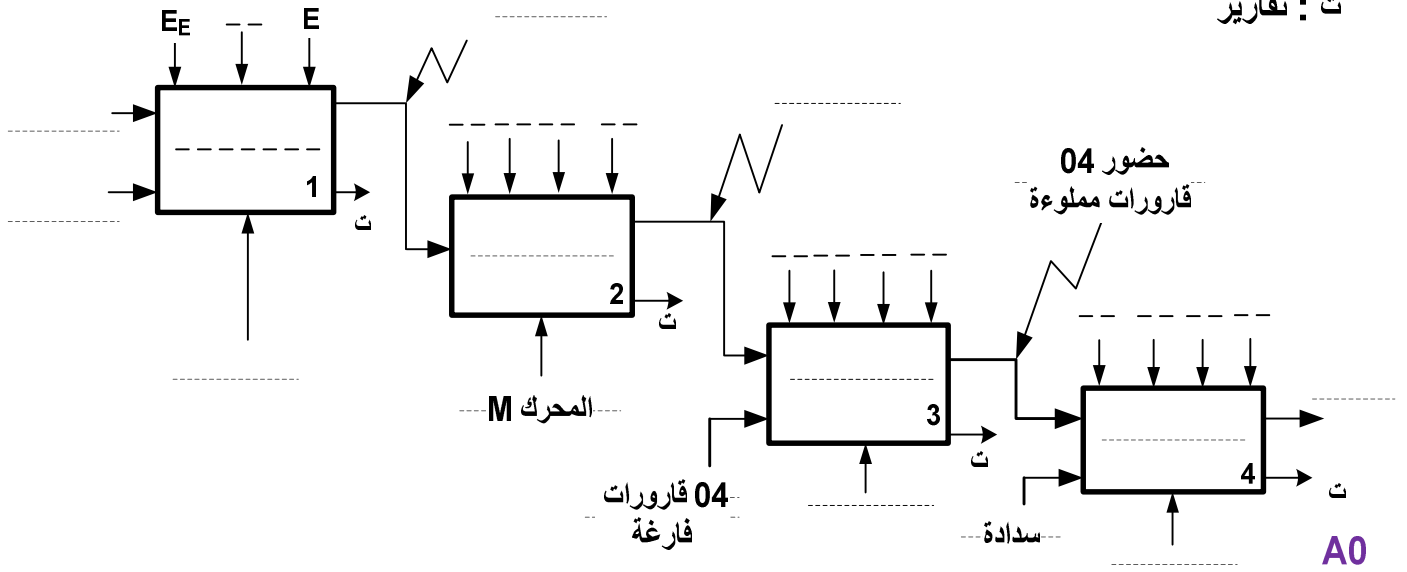 ت : تقارير
E_E
E
1
ت
2
ت
المحرك M
3
ت
04 قارورات
فارغة
حضور 04
قارورات مملوءة
4
ت
سدادة
A0